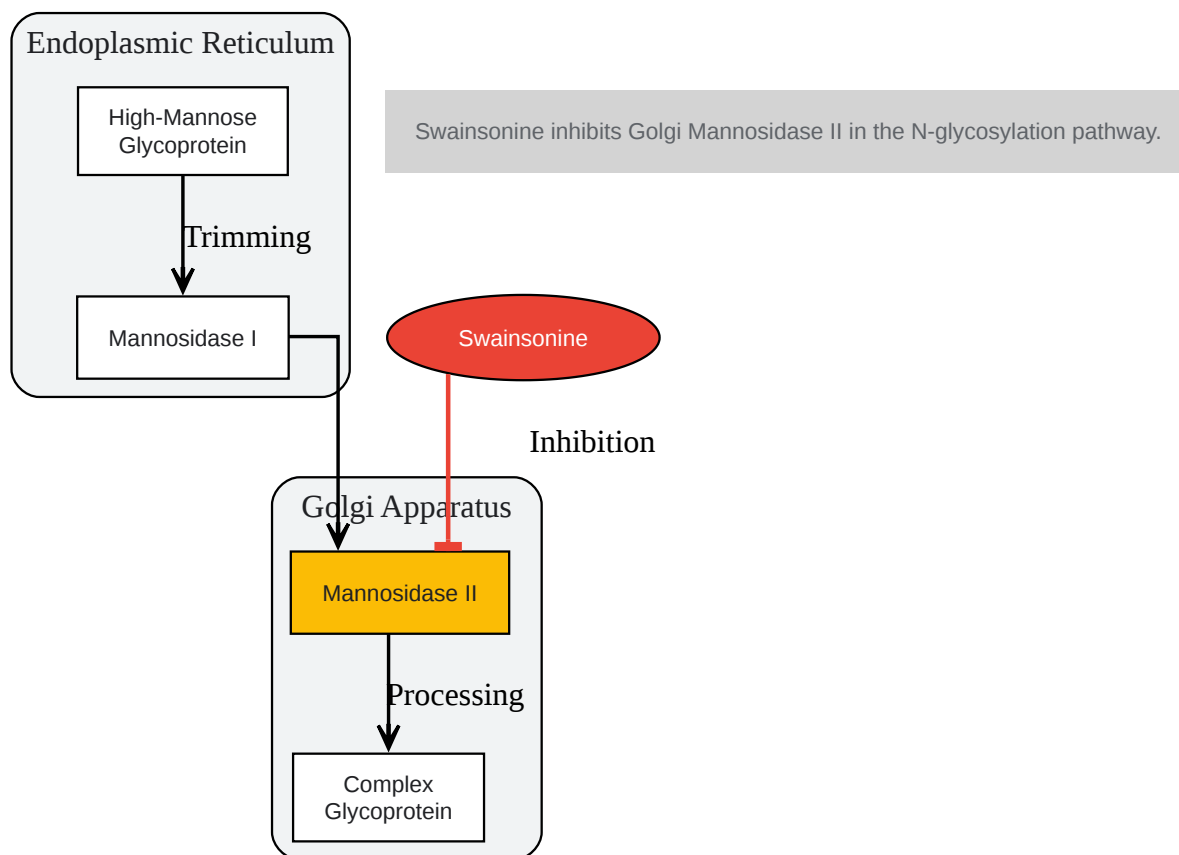 Endoplasmic Reticulum
High-Mannose
Glycoprotein
Swainsonine inhibits Golgi Mannosidase II in the N-glycosylation pathway.
Trimming
Mannosidase I
Swainsonine
Inhibition
Golgi Apparatus
Mannosidase II
Processing
Complex
Glycoprotein